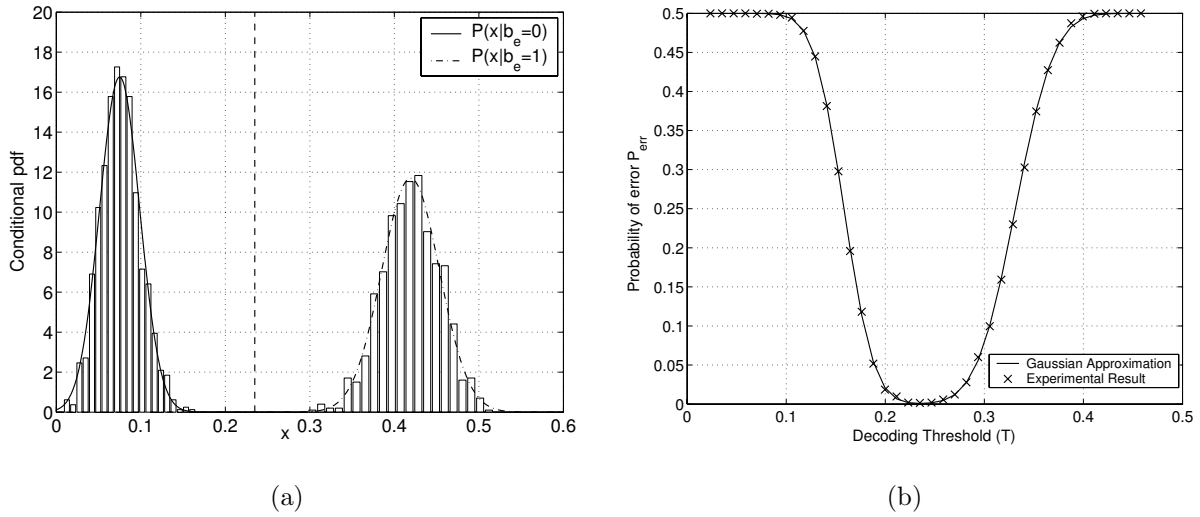 20
18
16
14
12
10
8
6
4
2
0
Conditional pdf
P(x|b_e=0)
P(x|b_e=1)
0 0.1 0.2 0.3 0.4 0.5 0.6
x
(a)
0.5
0.45
0.4
0.35
0.3
0.25
0.2
0.15
0.1
0.05
0
Probability of error P_err
Gaussian Approximation
Experimental Result
0 0.1 0.2 0.3 0.4 0.5
Decoding Threshold (T)
(b)